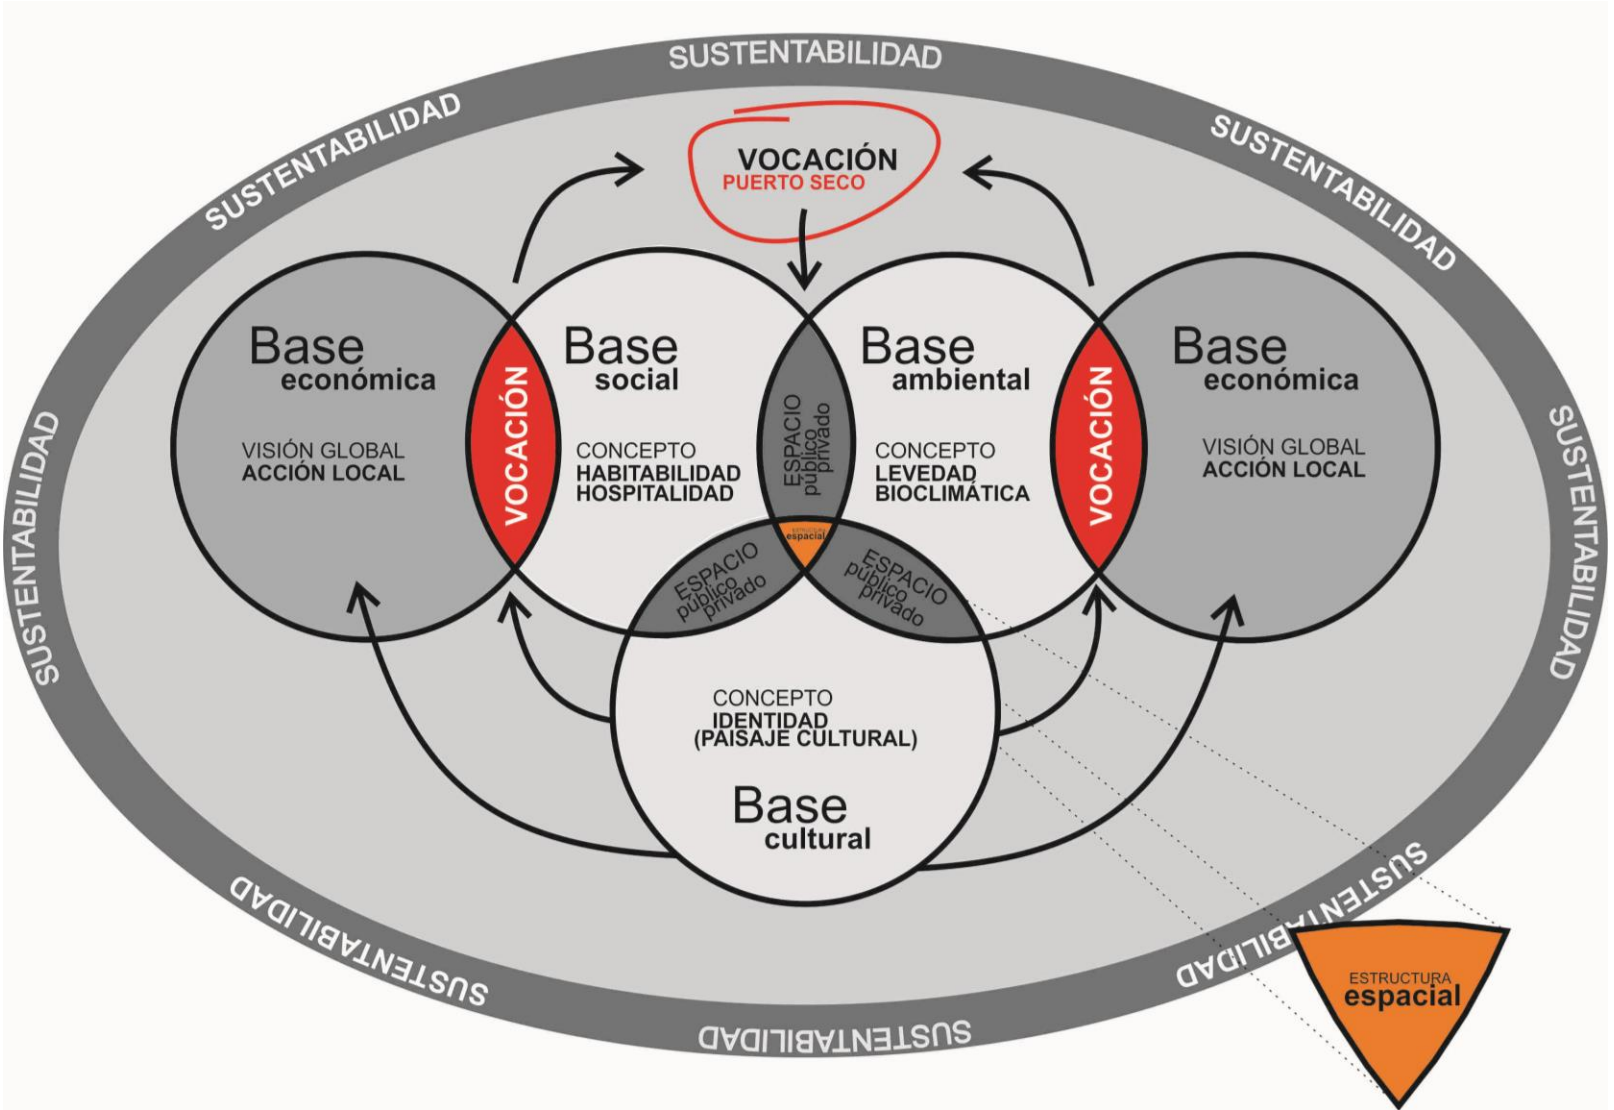 SUSTENTABILIDAD
SUSTENTABILIDAD
SUSTENTABILIDAD
VOCACIÓN
PUERTO SECO
Base
económica
VISIÓN GLOBAL
ACCIÓN LOCAL
VOCACIÓN
Base
social
CONCEPTO
HABITABILIDAD
HOSPITALIDAD
ESPACIO
público
privado
Base
ambiental
CONCEPTO
LEVEDAD
BIOCLIMÁTICA
VOCACIÓN
Base
económica
VISIÓN GLOBAL
ACCIÓN LOCAL
SUSTENTABILIDAD
SUSTENTABILIDAD
ESTRUCTURA
espacial
ESPACIO
público
privado
ESPACIO
público
privado
CONCEPTO
IDENTIDAD
(PAISAJE CULTURAL)
Base
cultural
SUSTENTABILIDAD
SUSTENTABILIDAD
SUSTENTABILIDAD
ESTRUCTURA
espacial